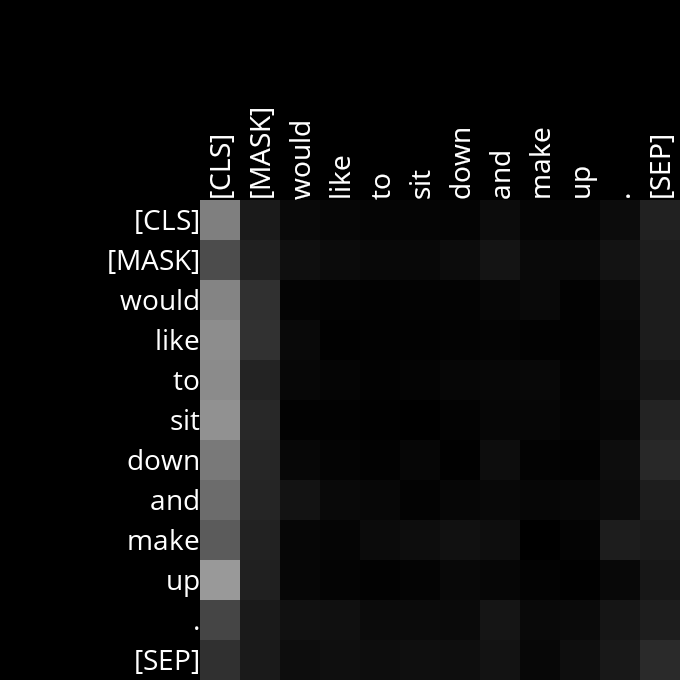 [CLS] [MASK] would like to sit down and make up . [SEP]
[CLS]
[MASK]
would
like
to
sit
down
and
make
up
.
[SEP]